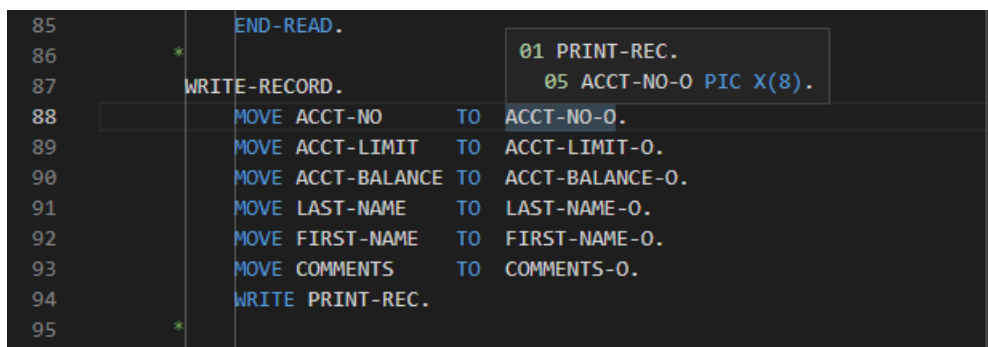 85 END-READ.
86 *
01 PRINT-REC.
87 WRITE-RECORD.
05 ACCT-NO-O PIC X(8).
88 MOVE ACCT-NO TO ACCT-NO-O.
89 MOVE ACCT-LIMIT TO ACCT-LIMIT-O.
90 MOVE ACCT-BALANCE TO ACCT-BALANCE-O.
91 MOVE LAST-NAME TO LAST-NAME-O.
92 MOVE FIRST-NAME TO FIRST-NAME-O.
93 MOVE COMMENTS TO COMMENTS-O.
94 WRITE PRINT-REC.
95 *